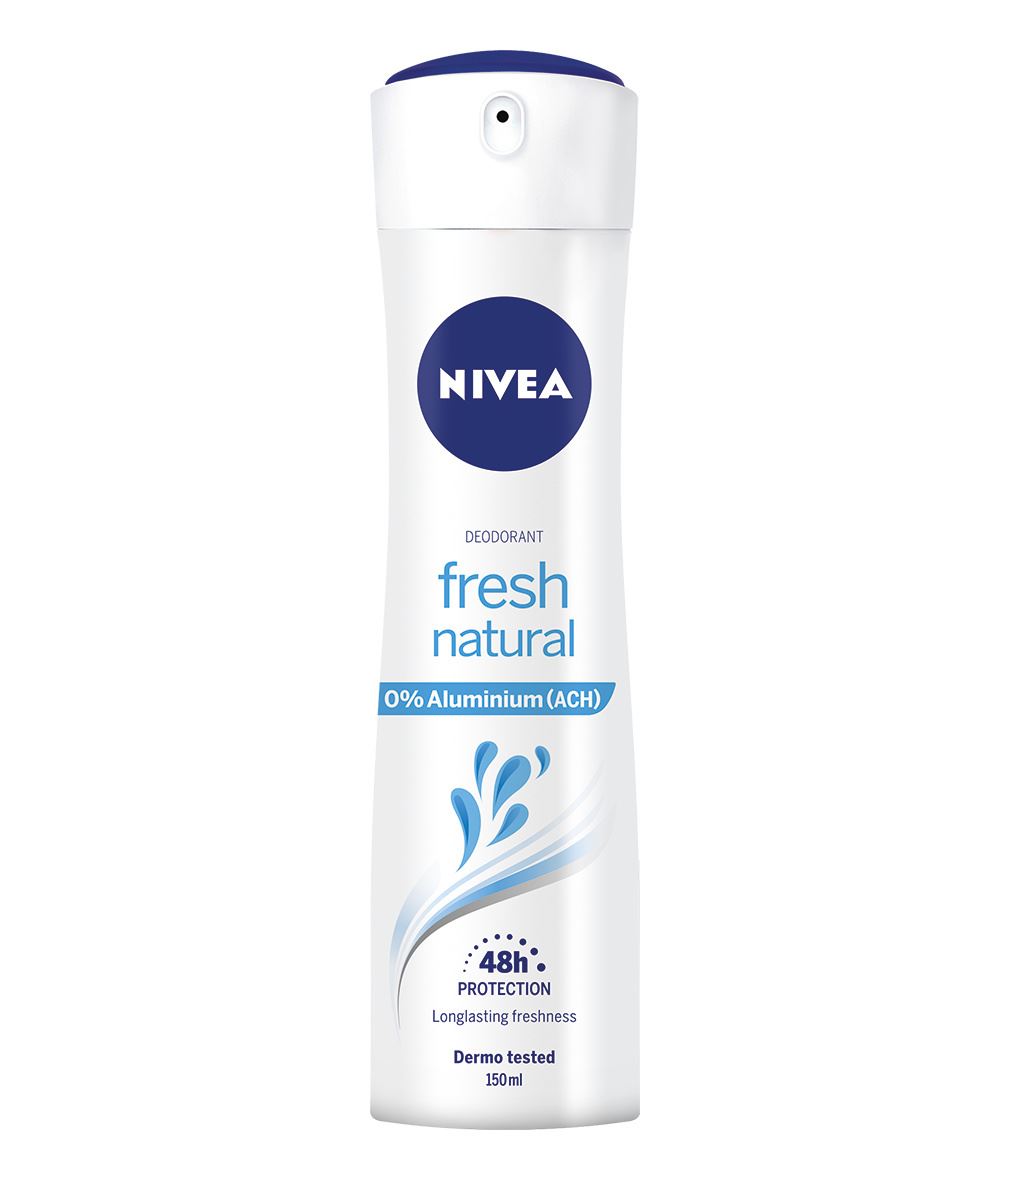 NIVEA
DEODORANT
fresh
natural
0% Aluminium (ACH)
48h
PROTECTION
Longlasting freshness
Dermo tested
150ml